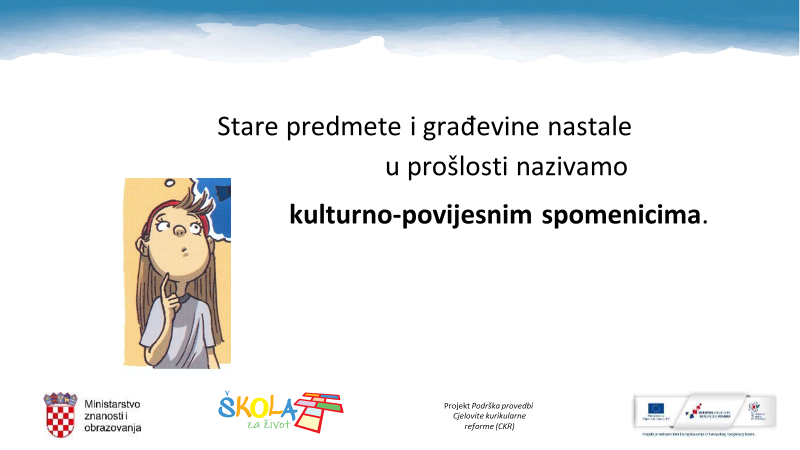 Stare predmete i građevine nastale
u prošlosti nazivamo
kulturno-povijesnim spomenicima.
Ministarstvo
znanosti i
obrazovanja
ŠKOLA
za život
Projekt Podrška provedbi
Cjelovite kurikularne
reforme (CKR)